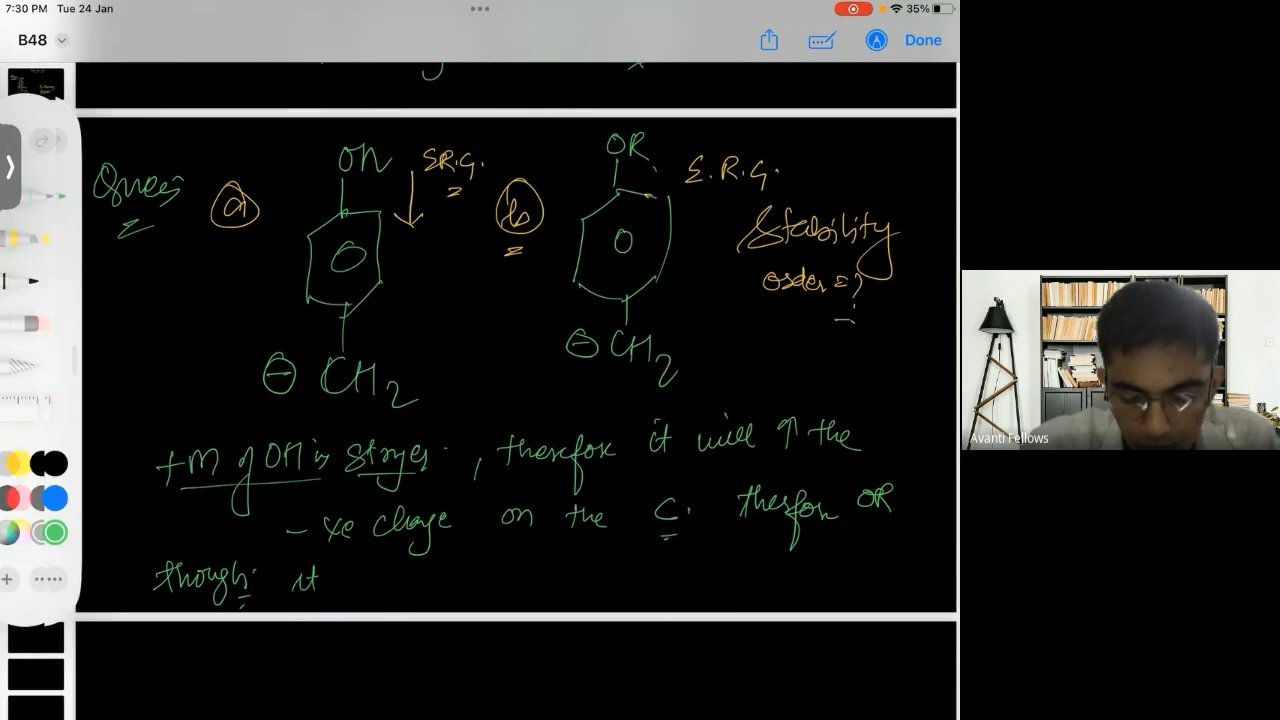 7:30 PM Tue 24 Jan
35%
B48
Done
Ques
a
OH
E.R.G.
b
OR
E.R.G.
Stability
order = ?
⊖ CH2
⊖ CH2
+M of OH is stronger, therefore it will ↑ the
-ve charge on the C. therefore OR
though it
Avanti Fellows